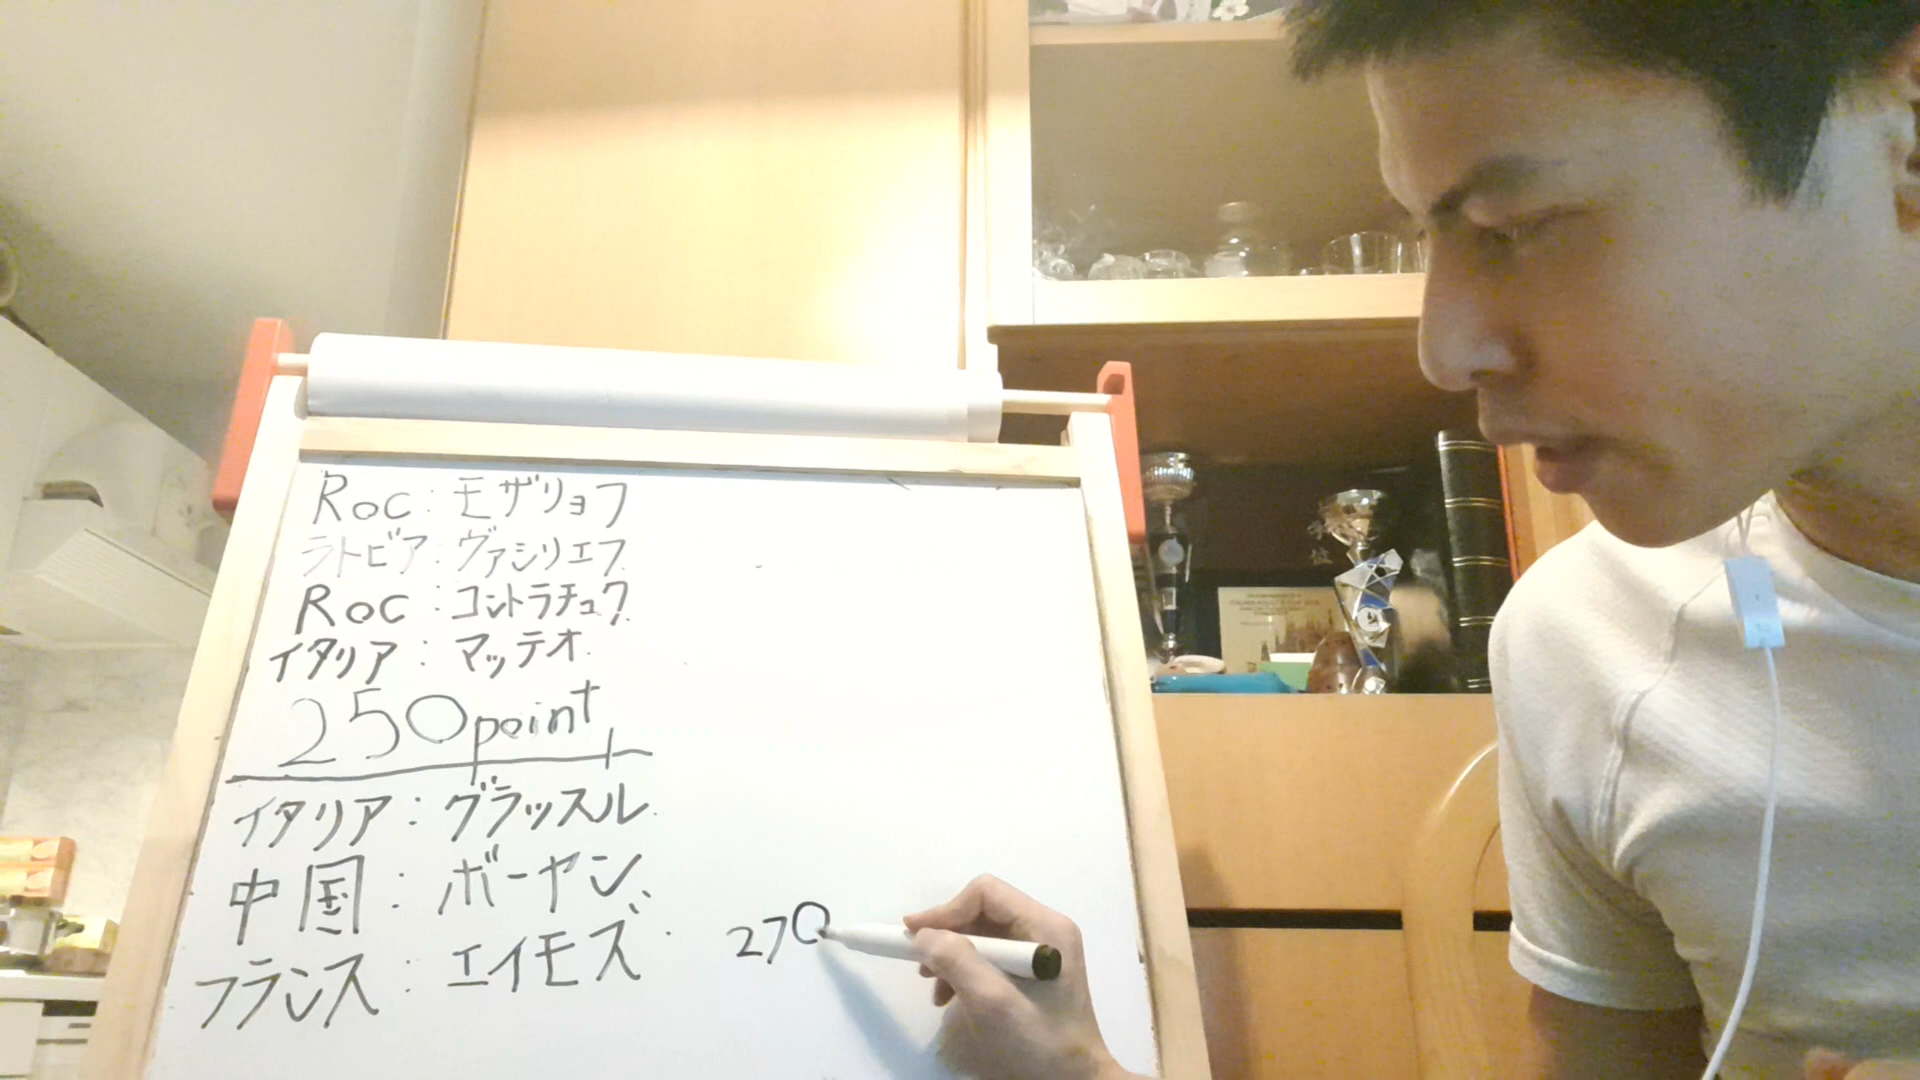 ROC:モザリョフ
ラトビア:ヴァシリエフ
ROC:コントラチュク
イタリア:マッテオ
250point
イタリア:グラッスル
中国:ボーヤン
フランス:エイモズ 270